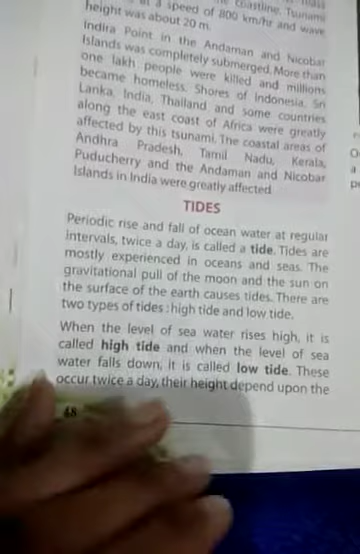 at a speed of 800 km/hr and wave
height was about 20 m.
Indira Point in the Andaman and Nicobar
Islands was completely submerged. More than
one lakh people were killed and millions
became homeless. Shores of Indonesia, Sri
Lanka, India, Thailand and some countries
along the east coast of Africa were greatly
affected by this tsunami. The coastal areas of
Andhra Pradesh, Tamil Nadu, Kerala,
Puducherry and the Andaman and Nicobar
Islands in India were greatly affected.
TIDES
Periodic rise and fall of ocean water at regular
intervals, twice a day, is called a tide. Tides are
mostly experienced in oceans and seas. The
gravitational pull of the moon and the sun on
the surface of the earth causes tides. There are
two types of tides : high tide and low tide.
When the level of sea water rises high, it is
called high tide and when the level of sea
water falls down, it is called low tide. These
occur twice a day, their height depend upon the
48